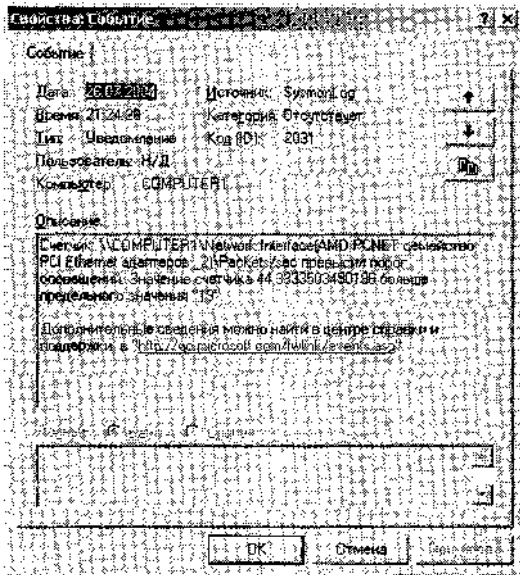 Свойства: Событие
Событие
Дата: 26.02.2004 Источник: SysmonLog
Время: 21:24:28 Категория: Отсутствует
Тип: Уведомление Код (ID): 2031
Пользователь: Н/Д
Компьютер: COMPUTER1
Описание:
Счетчик: \\COMPUTER1\Network Interface(AMD PCNET семейство
PCI Ethernet адаптеров _2)\Packets/sec превысил порог
оповещения. Значение счетчика 44,3333503490196 больше
предельного значения "15".
Дополнительные сведения можно найти в центре справки и
поддержки, в "http://go.microsoft.com/fwlink/events.asp".
OK Отмена